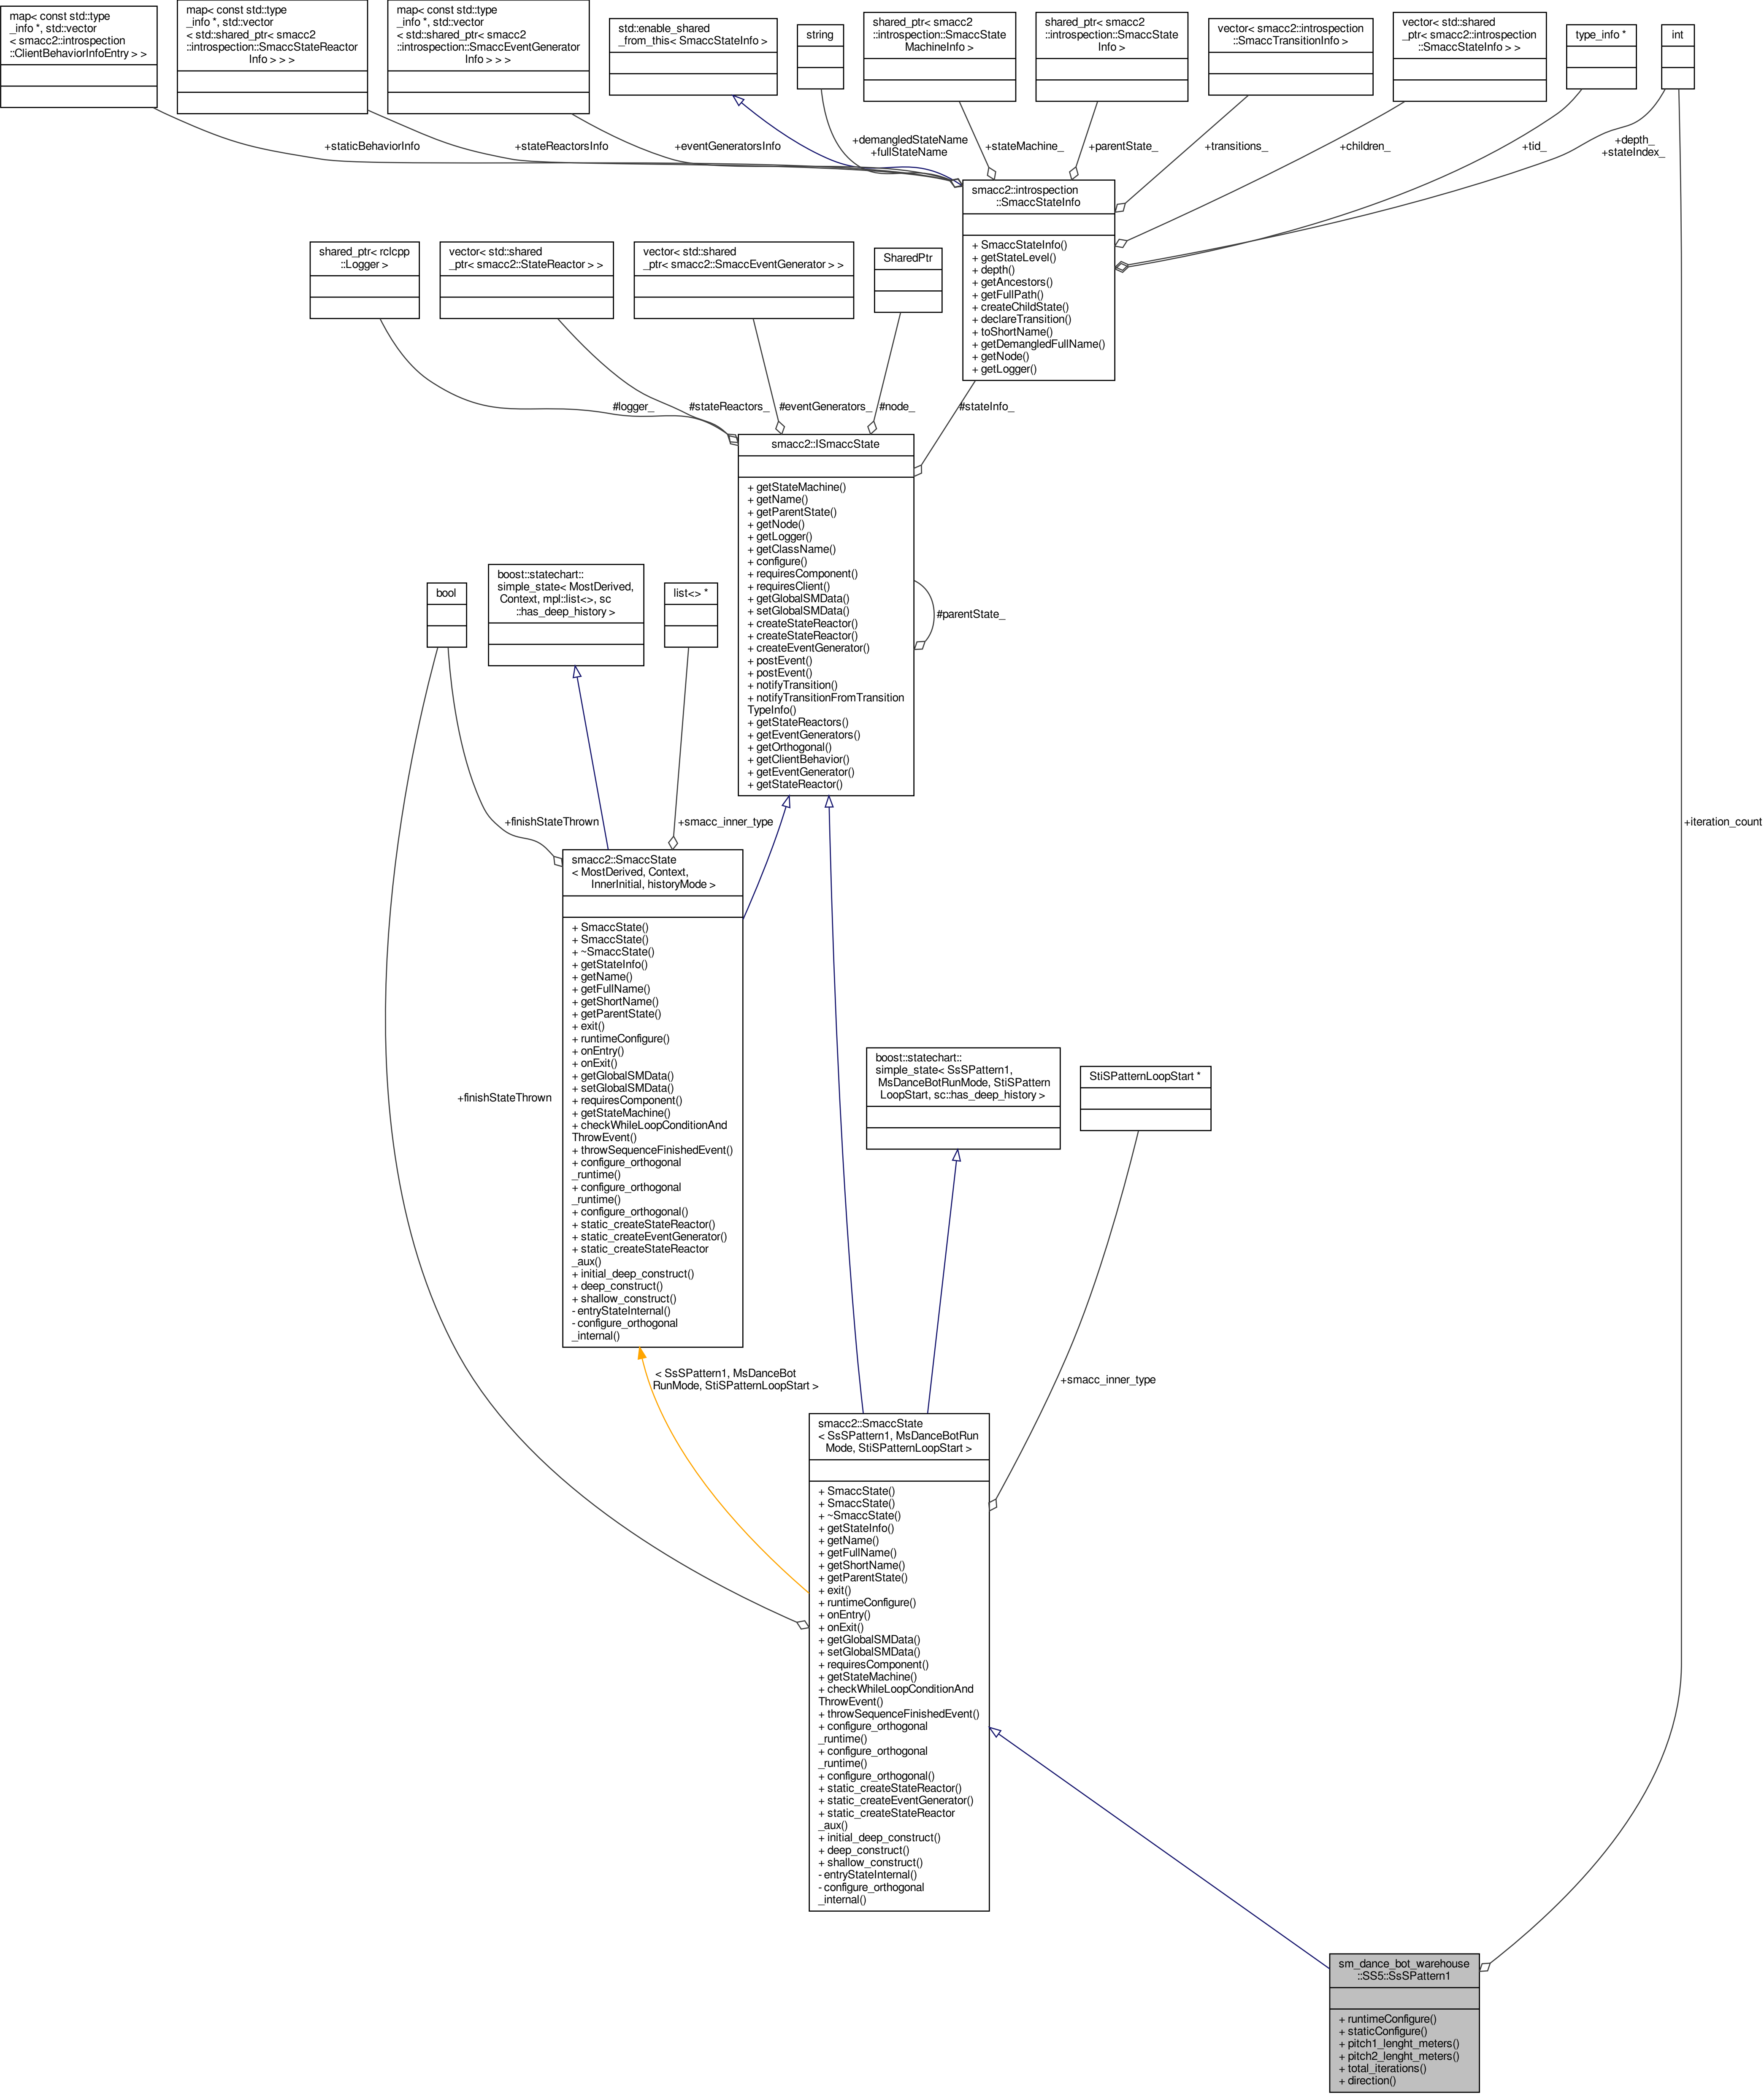 map< const std::type
_info *, std::vector
< smacc2::introspection
::ClientBehaviorInfoEntry > >
map< const std::type
_info *, std::vector
< std::shared_ptr< smacc2
::introspection::SmaccStateReactor
Info > > >
map< const std::type
_info *, std::vector
< std::shared_ptr< smacc2
::introspection::SmaccEventGenerator
Info > > >
std::enable_shared
_from_this< SmaccStateInfo >
string
shared_ptr< smacc2
::introspection::SmaccState
MachineInfo >
shared_ptr< smacc2
::introspection::SmaccState
Info >
vector< smacc2::introspection
::SmaccTransitionInfo >
vector< std::shared
_ptr< smacc2::introspection
::SmaccStateInfo > >
type_info *
int
+staticBehaviorInfo
+stateReactorsInfo
+eventGeneratorsInfo
+demangledStateName
+fullStateName
+stateMachine_
+parentState_
+transitions_
+children_
+tid_
+depth_
+stateIndex_
smacc2::introspection
::SmaccStateInfo
+ SmaccStateInfo()
+ getStateLevel()
+ depth()
+ getAncestors()
+ getFullPath()
+ createChildState()
+ declareTransition()
+ toShortName()
+ getDemangledFullName()
+ getNode()
+ getLogger()
shared_ptr< rclcpp
::Logger >
vector< std::shared
_ptr< smacc2::StateReactor > >
vector< std::shared
_ptr< smacc2::SmaccEventGenerator > >
SharedPtr
#logger_
#stateReactors_
#eventGenerators_
#node_
#stateInfo_
smacc2::ISmaccState
+ getStateMachine()
+ getName()
+ getParentState()
+ getNode()
+ getLogger()
+ getClassName()
+ configure()
+ requiresComponent()
+ requiresClient()
+ getGlobalSMData()
+ setGlobalSMData()
+ createStateReactor()
+ createStateReactor()
+ createEventGenerator()
+ postEvent()
+ postEvent()
+ notifyTransition()
+ notifyTransitionFromTransition
TypeInfo()
+ getStateReactors()
+ getEventGenerators()
+ getOrthogonal()
+ getClientBehavior()
+ getEventGenerator()
+ getStateReactor()
#parentState_
bool
boost::statechart::
simple_state< MostDerived,
Context, mpl::list<>, sc
::has_deep_history >
list<> *
+finishStateThrown
+smacc_inner_type
+iteration_count
smacc2::SmaccState
< MostDerived, Context,
InnerInitial, historyMode >
+ SmaccState()
+ SmaccState()
+ ~SmaccState()
+ getStateInfo()
+ getName()
+ getFullName()
+ getShortName()
+ getParentState()
+ exit()
+ runtimeConfigure()
+ onEntry()
+ onExit()
+ getGlobalSMData()
+ setGlobalSMData()
+ requiresComponent()
+ getStateMachine()
+ checkWhileLoopConditionAnd
ThrowEvent()
+ throwSequenceFinishedEvent()
+ configure_orthogonal
_runtime()
+ configure_orthogonal
_runtime()
+ configure_orthogonal()
+ static_createStateReactor()
+ static_createEventGenerator()
+ static_createStateReactor
_aux()
+ initial_deep_construct()
+ deep_construct()
+ shallow_construct()
- entryStateInternal()
- configure_orthogonal
_internal()
+finishStateThrown
boost::statechart::
simple_state< SsSPattern1,
MsDanceBotRunMode, StiSPattern
LoopStart, sc::has_deep_history >
StiSPatternLoopStart *
< SsSPattern1, MsDanceBot
RunMode, StiSPatternLoopStart >
+smacc_inner_type
smacc2::SmaccState
< SsSPattern1, MsDanceBotRun
Mode, StiSPatternLoopStart >
+ SmaccState()
+ SmaccState()
+ ~SmaccState()
+ getStateInfo()
+ getName()
+ getFullName()
+ getShortName()
+ getParentState()
+ exit()
+ runtimeConfigure()
+ onEntry()
+ onExit()
+ getGlobalSMData()
+ setGlobalSMData()
+ requiresComponent()
+ getStateMachine()
+ checkWhileLoopConditionAnd
ThrowEvent()
+ throwSequenceFinishedEvent()
+ configure_orthogonal
_runtime()
+ configure_orthogonal
_runtime()
+ configure_orthogonal()
+ static_createStateReactor()
+ static_createEventGenerator()
+ static_createStateReactor
_aux()
+ initial_deep_construct()
+ deep_construct()
+ shallow_construct()
- entryStateInternal()
- configure_orthogonal
_internal()
sm_dance_bot_warehouse
::SS5::SsSPattern1
+ runtimeConfigure()
+ staticConfigure()
+ pitch1_lenght_meters()
+ pitch2_lenght_meters()
+ total_iterations()
+ direction()